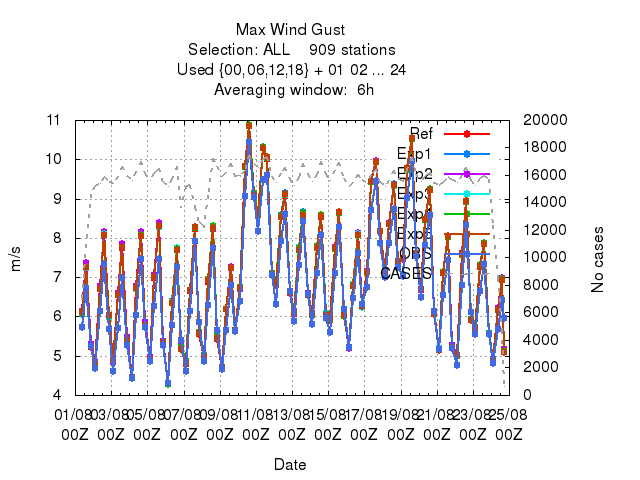 Max Wind Gust
Selection: ALL 909 stations
Used {00,06,12,18} + 01 02 ... 24
Averaging window: 6h
11 20000
18000
10 16000
9 14000
12000
8 10000
7 8000
6 6000
4000
5 2000
4 0
m/s
No cases
Ref
Exp1
Exp2
Exp3
Exp4
Exp5
OPS
CASES
01/08 03/08 05/08 07/08 09/08 11/08 13/08 15/08 17/08 19/08 21/08 23/08 25/08
00Z 00Z 00Z 00Z 00Z 00Z 00Z 00Z 00Z 00Z 00Z 00Z 00Z
Date